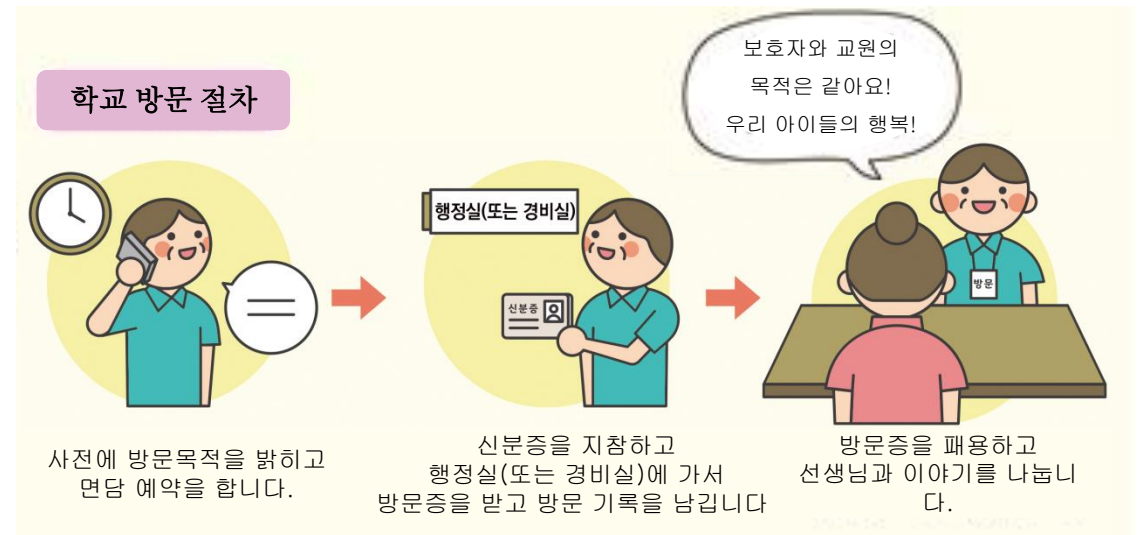 학교 방문 절차
보호자와 교원의
목적은 같아요!
우리 아이들의 행복!
행정실(또는 경비실)
신분증
방문
사전에 방문목적을 밝히고
면담 예약을 합니다.
신분증을 지참하고
행정실(또는 경비실)에 가서
방문증을 받고 방문 기록을 남깁니다
방문증을 패용하고
선생님과 이야기를 나눕니
다.